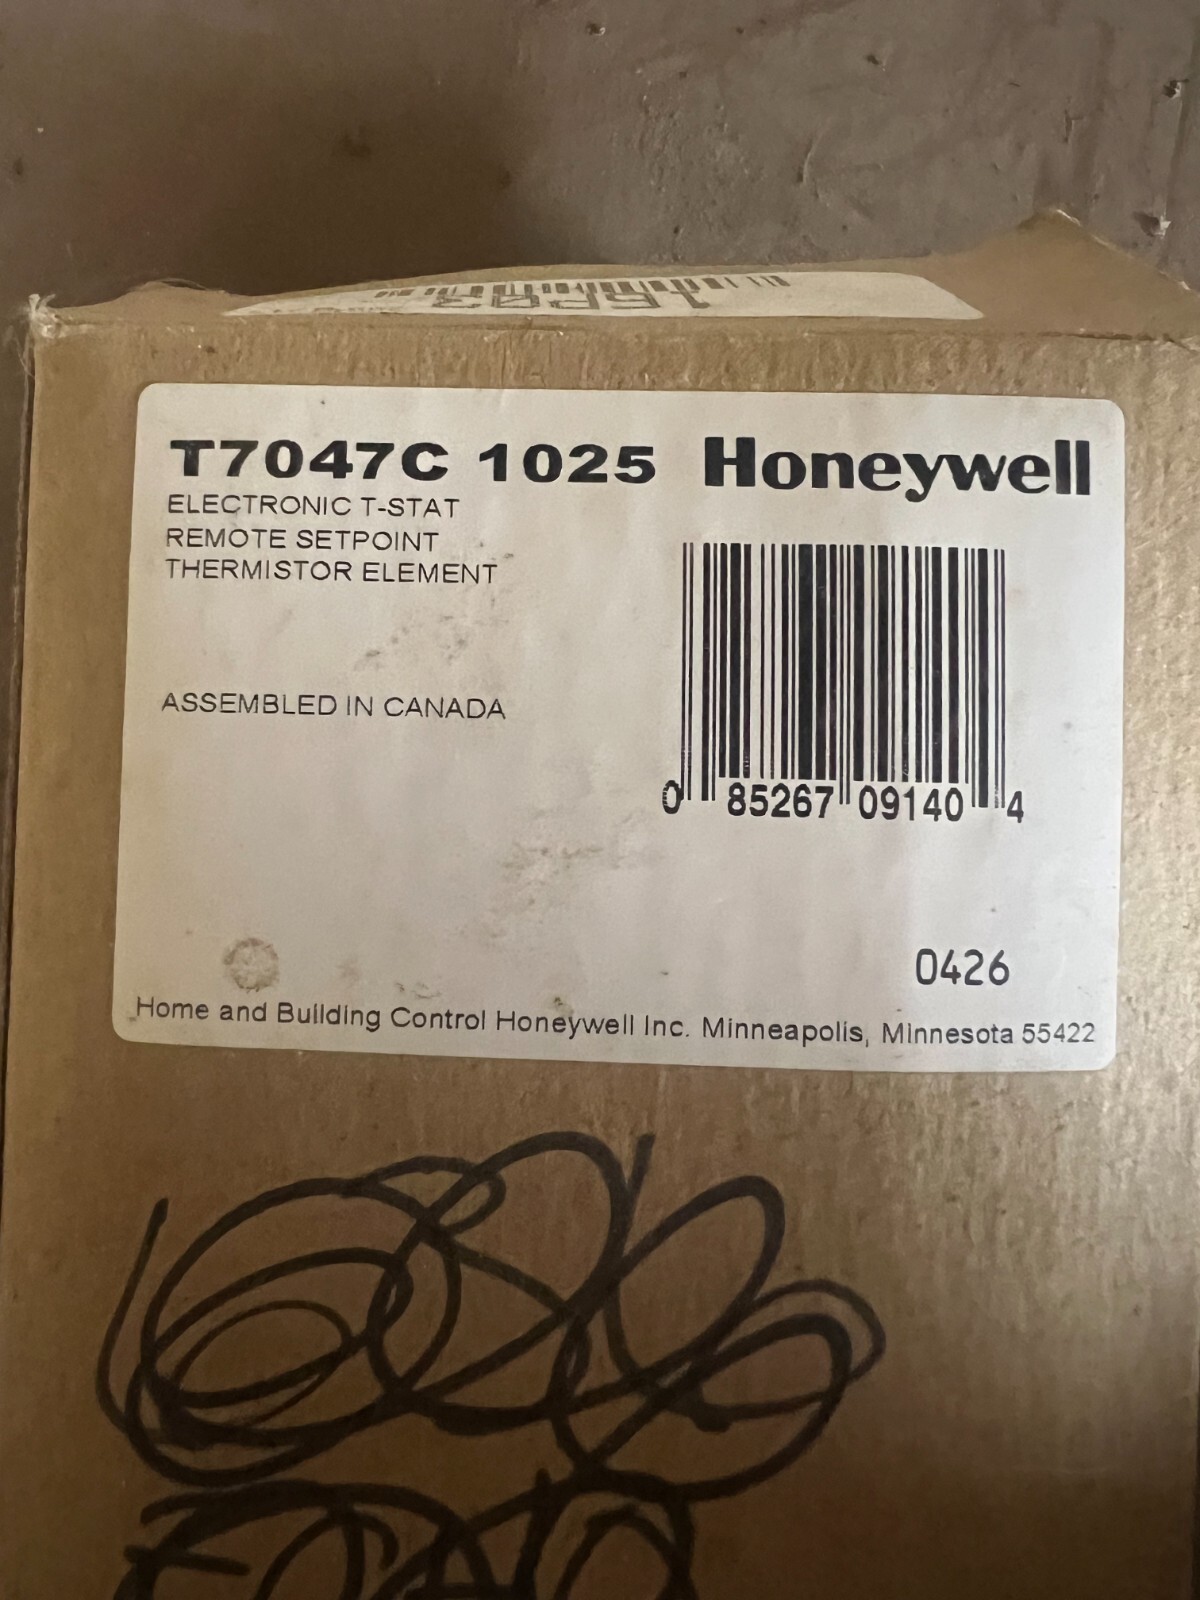 T7047C 1025 Honeywell
ELECTRONIC T-STAT
REMOTE SETPOINT
THERMISTOR ELEMENT
ASSEMBLED IN CANADA
0 85267 09140 4
0426
Home and Building Control Honeywell Inc. Minneapolis, Minnesota 55422